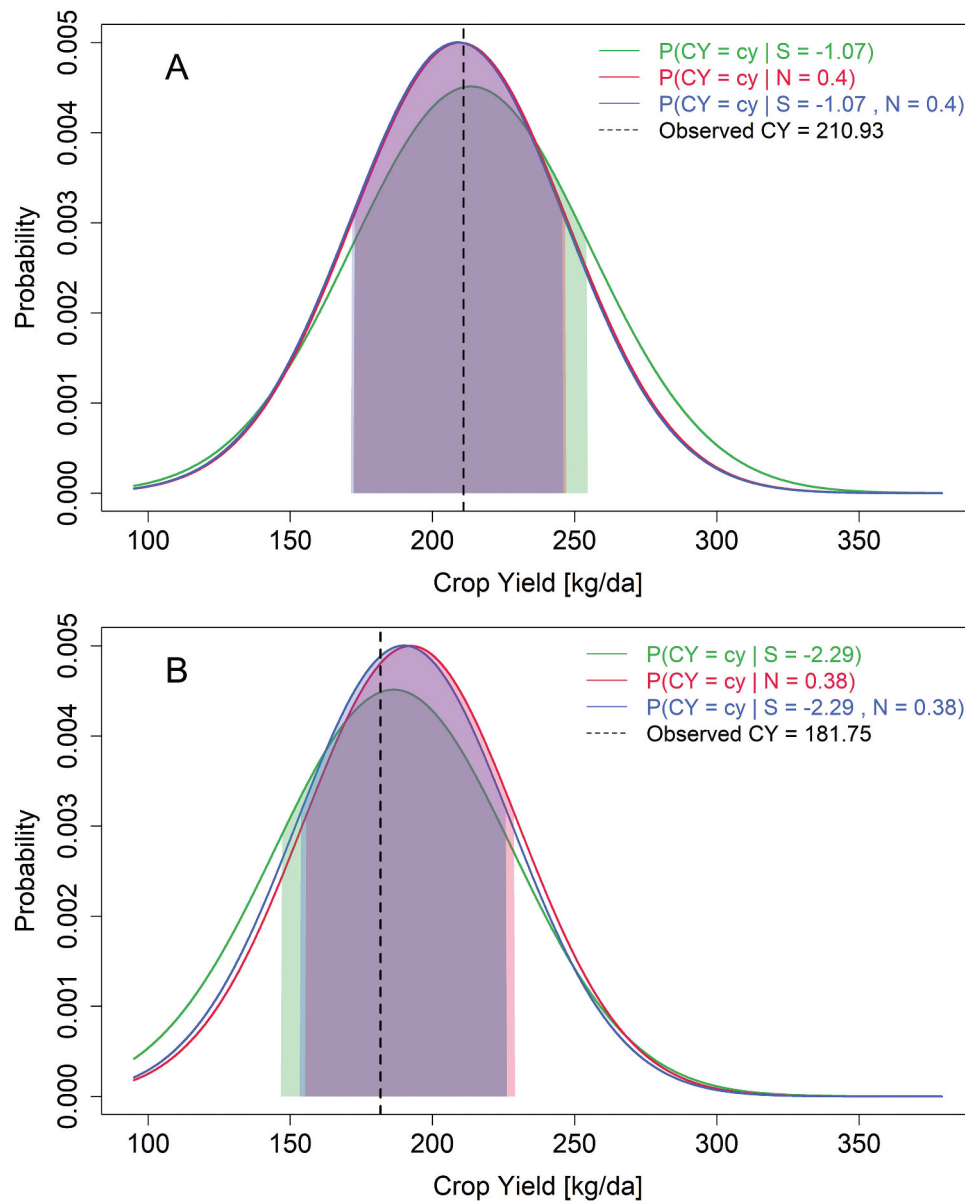 A
P(CY = cy | S = -1.07)
P(CY = cy | N = 0.4)
P(CY = cy | S = -1.07 , N = 0.4)
Observed CY = 210.93
Probability
0.005
0.004
0.003
0.002
0.001
0.000
100 150 200 250 300 350
Crop Yield [kg/da]
B
P(CY = cy | S = -2.29)
P(CY = cy | N = 0.38)
P(CY = cy | S = -2.29 , N = 0.38)
Observed CY = 181.75
Probability
0.005
0.004
0.003
0.002
0.001
0.000
100 150 200 250 300 350
Crop Yield [kg/da]